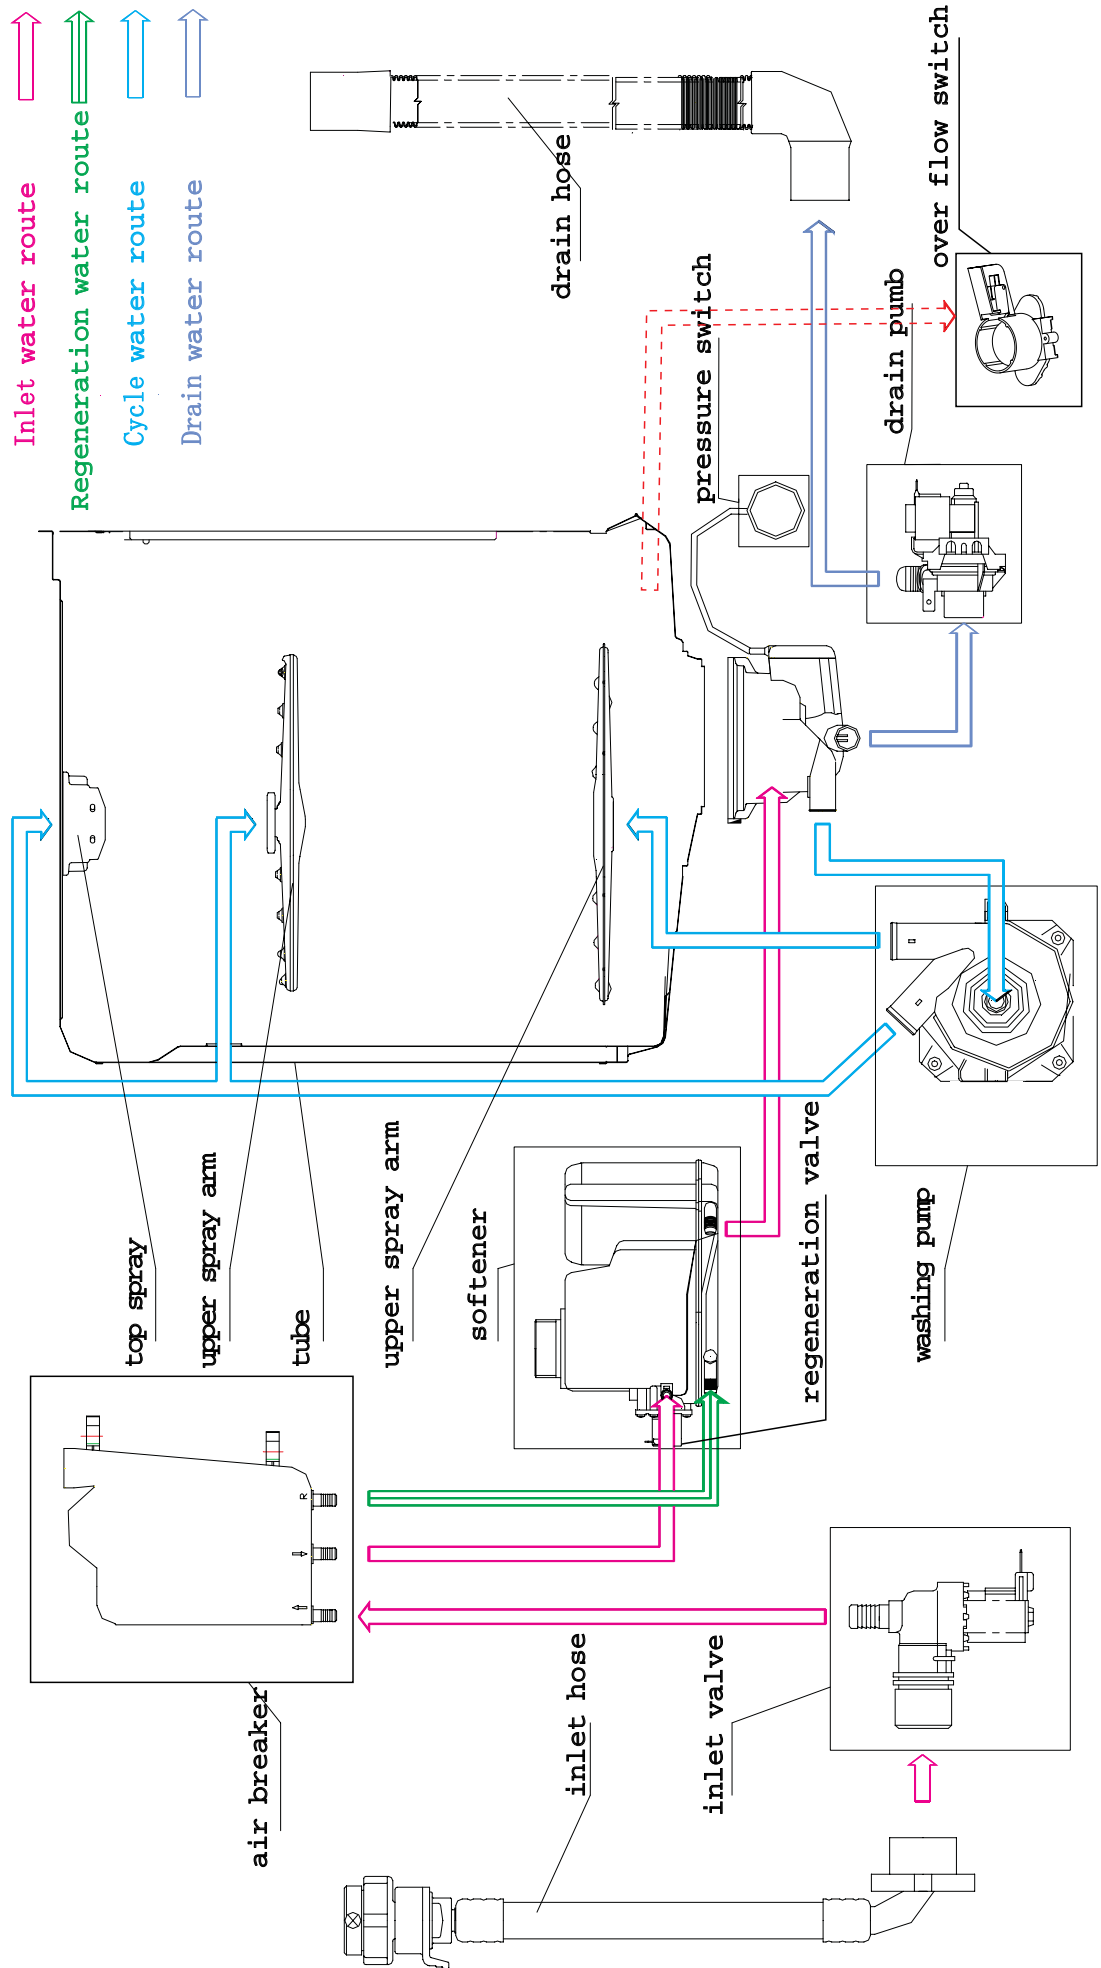 Inlet water route
Regeneration water route
Cycle water route
Drain water route
drain hose
over flow switch
pressure switch
drain pumb
top spray
upper spray arm
tube
upper spray arm
softener
regeneration valve
washing pump
R
air breaker
inlet hose
inlet valve